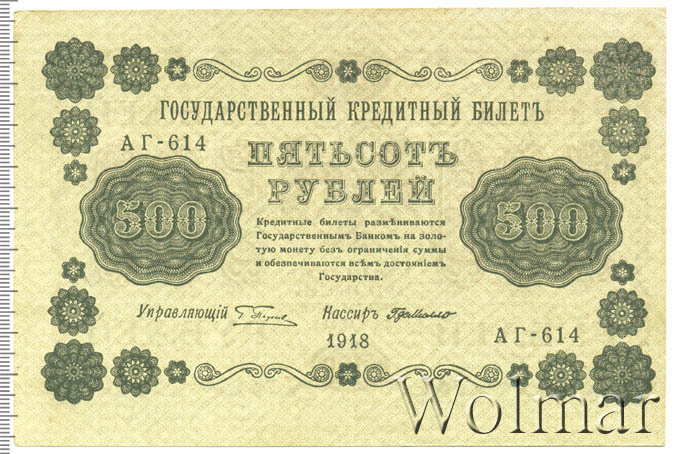 ГОСУДАРСТВЕННЫЙ КРЕДИТНЫЙ БИЛЕТЪ
АГ-614
ПЯТЬСОТЪ
РУБЛЕЙ
500
500
Кредитные билеты размѣниваются
Государственнымъ Банкомъ на золо-
тую монету безъ ограниченія суммы
и обезпечиваются всѣмъ достояніемъ
Государства.
Управляющій
Кассиръ
1918
АГ-614
Wolmar